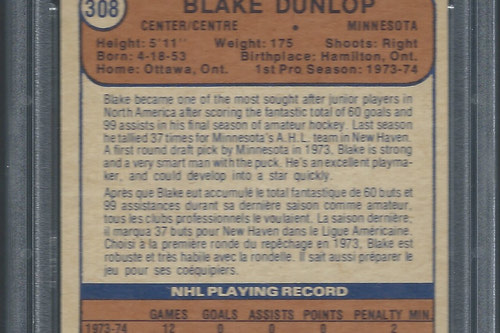 308 BLAKE DUNLOP
CENTER/CENTRE • MINNESOTA
Height: 5'11" Weight: 175 Shoots: Right
Born: 4-18-53 Birthplace: Hamilton, Ont.
Home: Ottawa, Ont. 1st Pro Season: 1973-74
Blake became one of the most sought after junior players in
North America after scoring the fantastic total of 60 goals and
99 assists in his final season of amateur hockey. Last season
he tallied 37 times for Minnesota's A.H.L. team in New Haven.
A first round draft pick by Minnesota in 1973, Blake is strong
and a very smart man with the puck. He's an excellent playma-
ker, and could develop into a star quickly.
Après que Blake eut accumulé le total fantastique de 60 buts et
99 assistances durant sa dernière saison comme amateur,
tous les clubs professionnels le voulaient. La saison dernière;
il marqua 37 buts pour New Haven dans le Ligue Américaine.
Choisi à la première ronde du repêchage en 1973, Blake est
robuste et très habile avec la rondelle. Il sait aussi préparer le
jeu pour ses coéquipiers.
NHL PLAYING RECORD
GAMES GOALS ASSISTS POINTS PENALTY MIN.
1973-74 12 0 0 0 2